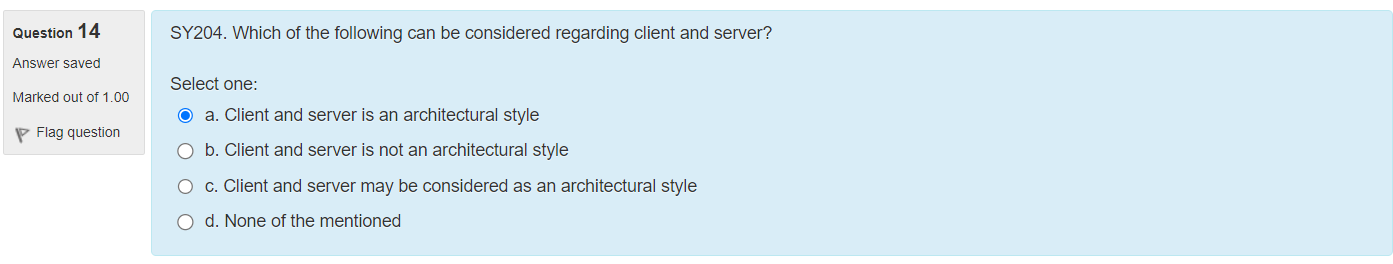 Question 14
Answer saved
Marked out of 1.00
Flag question
SY204. Which of the following can be considered regarding client and server?
Select one:
a. Client and server is an architectural style
b. Client and server is not an architectural style
c. Client and server may be considered as an architectural style
d. None of the mentioned